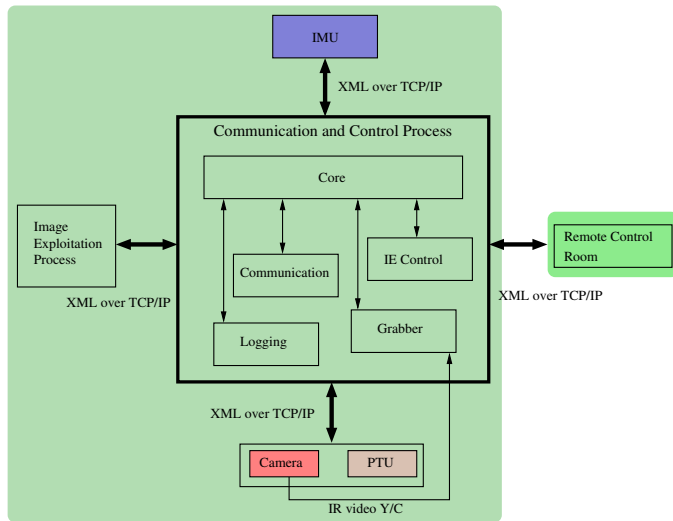 IMU
XML over TCP/IP
Communication and Control Process
Core
Image
Exploitation
Process
XML over TCP/IP
Communication
IE Control
Logging
Grabber
Remote Control
Room
XML over TCP/IP
XML over TCP/IP
Camera
PTU
IR video Y/C